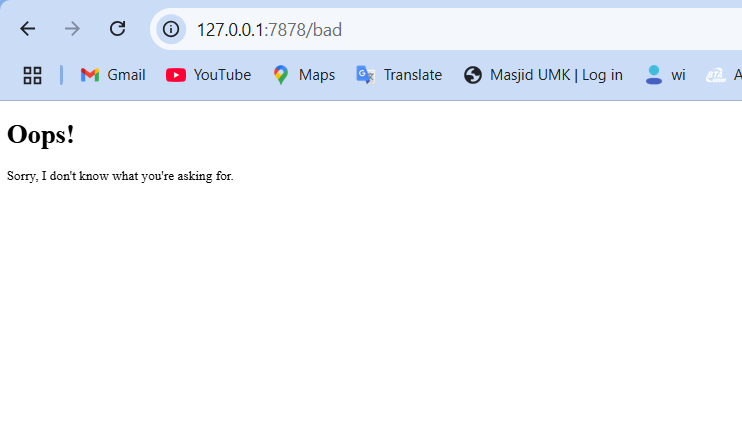 127.0.0.1:7878/bad
Gmail YouTube Maps Translate Masjid UMK | Log in wi
Oops!
Sorry, I don't know what you're asking for.